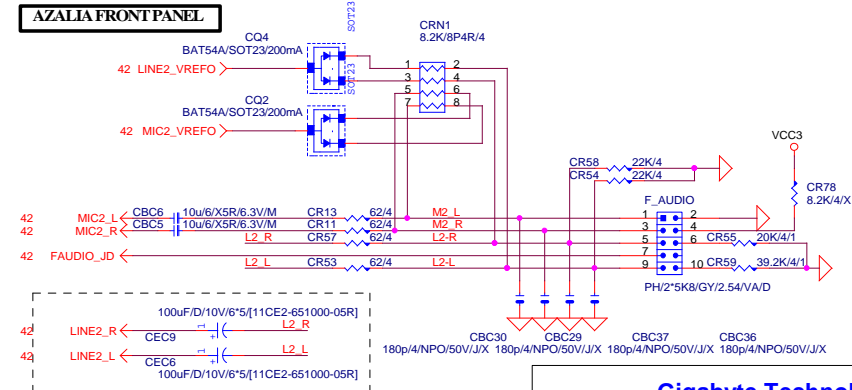 AZALIA FRONT PANEL
SOT23
CQ4
BAT54A/SOT23/200mA
CRN1
8.2K/8P4R/4
42 LINE2_VREFO
SOT23
1 2
3 4
5 6
7 8
CQ2
BAT54A/SOT23/200mA
42 MIC2_VREFO
VCC3
CR58 22K/4
CR54 22K/4
CR78
8.2K/4/X
F_AUDIO
42 MIC2_L CBC6 10u/6/X5R/6.3V/M CR13 62/4 M2_L 1 2
42 MIC2_R CBC5 10u/6/X5R/6.3V/M CR11 62/4 M2_R 3 4
L2_R CR57 62/4 L2-R 5 6 CR55 20K/4/1
42 FAUDIO_JD 7
L2_L CR53 62/4 L2-L 9 10 CR59 39.2K/4/1
PH/2*5K8/GY/2.54/VA/D
100uF/D/10V/6*5/[11CE2-651000-05R]
42 LINE2_R 1 L2_R
CEC9
42 LINE2_L 1 L2_L
CEC6
100uF/D/10V/6*5/[11CE2-651000-05R]
CBC30 CBC29 CBC37 CBC36
180p/4/NPO/50V/J/X 180p/4/NPO/50V/J/X 180p/4/NPO/50V/J/X 180p/4/NPO/50V/J/X